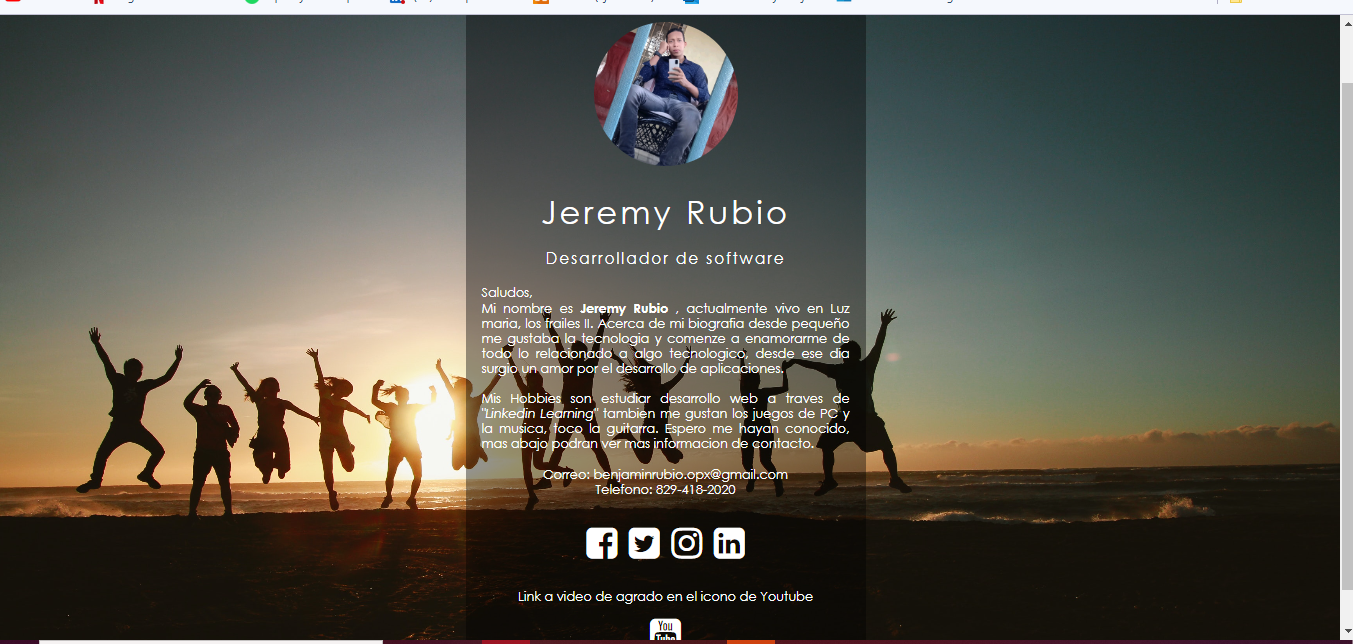 Jeremy Rubio
Desarrollador de software
Saludos,
Mi nombre es Jeremy Rubio , actualmente vivo en Luz
maria, los frailes II. Acerca de mi biografia desde pequeño
me gustaba la tecnologia y comenze a enamorarme de
todo lo relacionado a algo tecnologico, desde ese dia
surgio un amor por el desarrollo de aplicaciones.
Mis Hobbies son estudiar desarrollo web a traves de
"Linkedin Learning" tambien me gustan los juegos de PC y
la musica, toco la guitarra. Espero me hayan conocido,
mas abajo podran ver mas informacion de contacto.
Correo: benjaminrubio.opx@gmail.com
Telefono: 829-418-2020
Link a video de agrado en el icono de Youtube
You
Tube